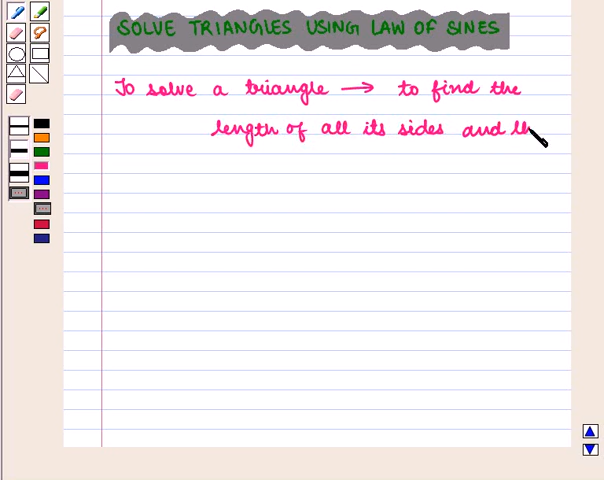 SOLVE TRIANGLES USING LAW OF SINES
To solve a triangle → to find the
length of all its sides and